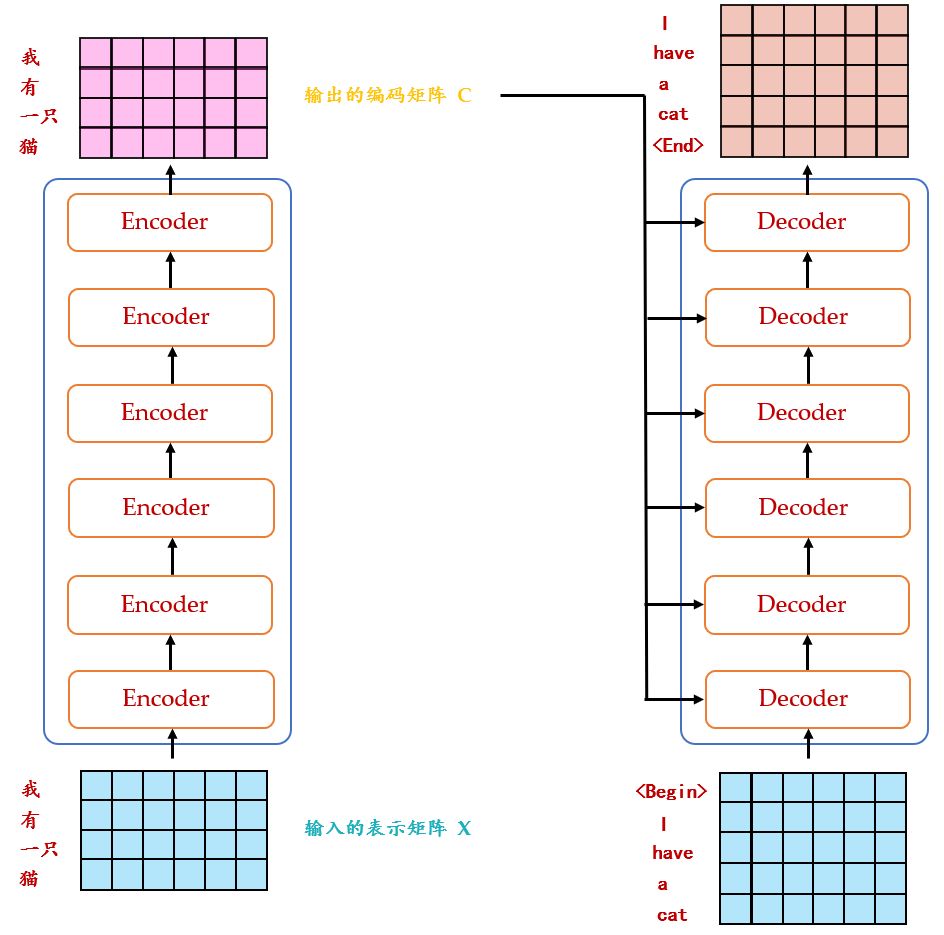 我
有
一只
猫
输出的编码矩阵 C
Encoder
Encoder
Encoder
Encoder
Encoder
Encoder
我
有
一只
猫
输入的表示矩阵 X
I
have
a
cat
<End>
Decoder
Decoder
Decoder
Decoder
Decoder
Decoder
<Begin>
I
have
a
cat